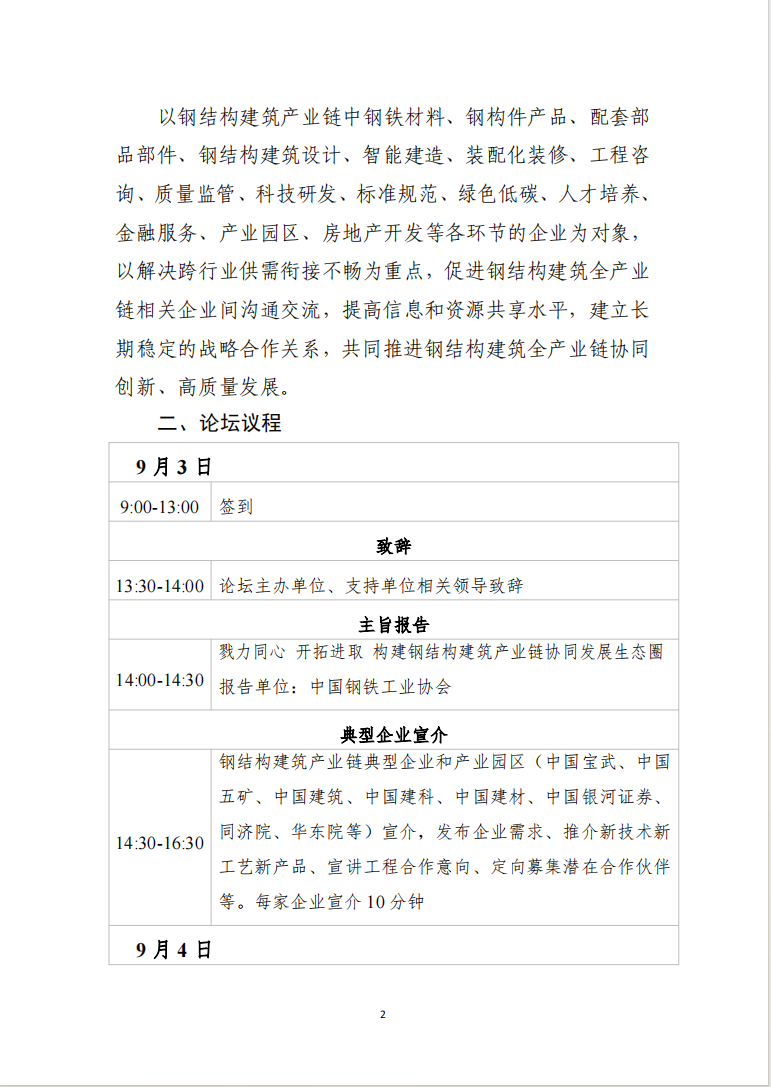 以钢结构建筑产业链中钢铁材料、钢构件产品、配套部
品部件、钢结构建筑设计、智能建造、装配化装修、工程咨
询、质量监管、科技研发、标准规范、绿色低碳、人才培养、
金融服务、产业园区、房地产开发等各环节的企业为对象，
以解决跨行业供需衔接不畅为重点，促进钢结构建筑全产业
链相关企业间沟通交流，提高信息和资源共享水平，建立长
期稳定的战略合作关系，共同推进钢结构建筑全产业链协同
创新、高质量发展。
二、论坛议程
9 月 3 日
9:00-13:00 签到
致辞
13:30-14:00 论坛主办单位、支持单位相关领导致辞
主旨报告
14:00-14:30
戮力同心 开拓进取 构建钢结构建筑产业链协同发展生态圈
报告单位：中国钢铁工业协会
典型企业宣介
14:30-16:30
钢结构建筑产业链典型企业和产业园区（中国宝武、中国
五矿、中国建筑、中国建科、中国建材、中国银河证券、
同济院、华东院等）宣介，发布企业需求、推介新技术新
工艺新产品、宣讲工程合作意向、定向募集潜在合作伙伴
等。每家企业宣介 10 分钟
9 月 4 日
2